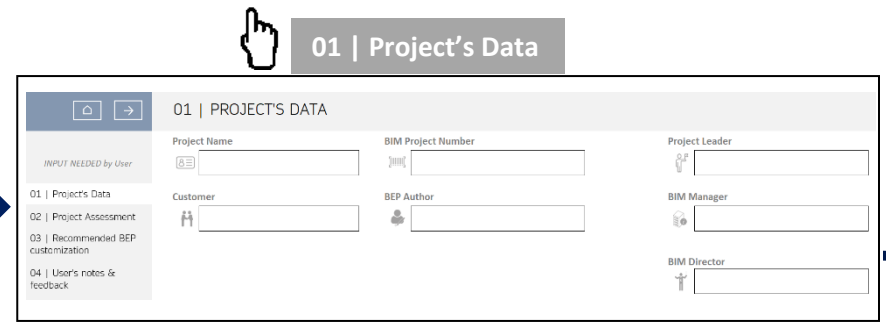 01 | Project's Data
01 | PROJECT'S DATA
INPUT NEEDED by User
01 | Project's Data
02 | Project Assessment
03 | Recommended BEP
customization
04 | User's notes &
feedback
Project Name
BIM Project Number
Project Leader
Customer
BEP Author
BIM Manager
BIM Director